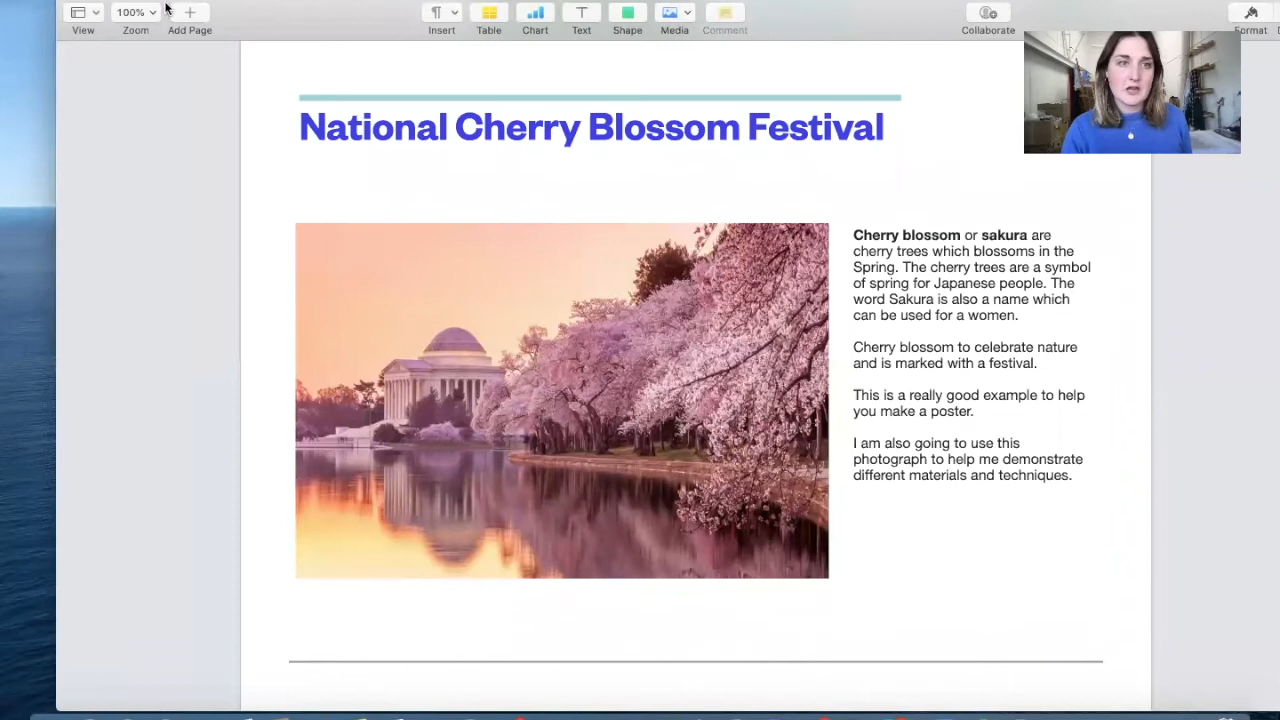 100%
View
Zoom
Add Page
Insert
Table
Chart
Text
Shape
Media
Comment
Collaborate
Format
National Cherry Blossom Festival
Cherry blossom or sakura are
cherry trees which blossoms in the
Spring. The cherry trees are a symbol
of spring for Japanese people. The
word Sakura is also a name which
can be used for a women.
Cherry blossom to celebrate nature
and is marked with a festival.
This is a really good example to help
you make a poster.
I am also going to use this
photograph to help me demonstrate
different materials and techniques.